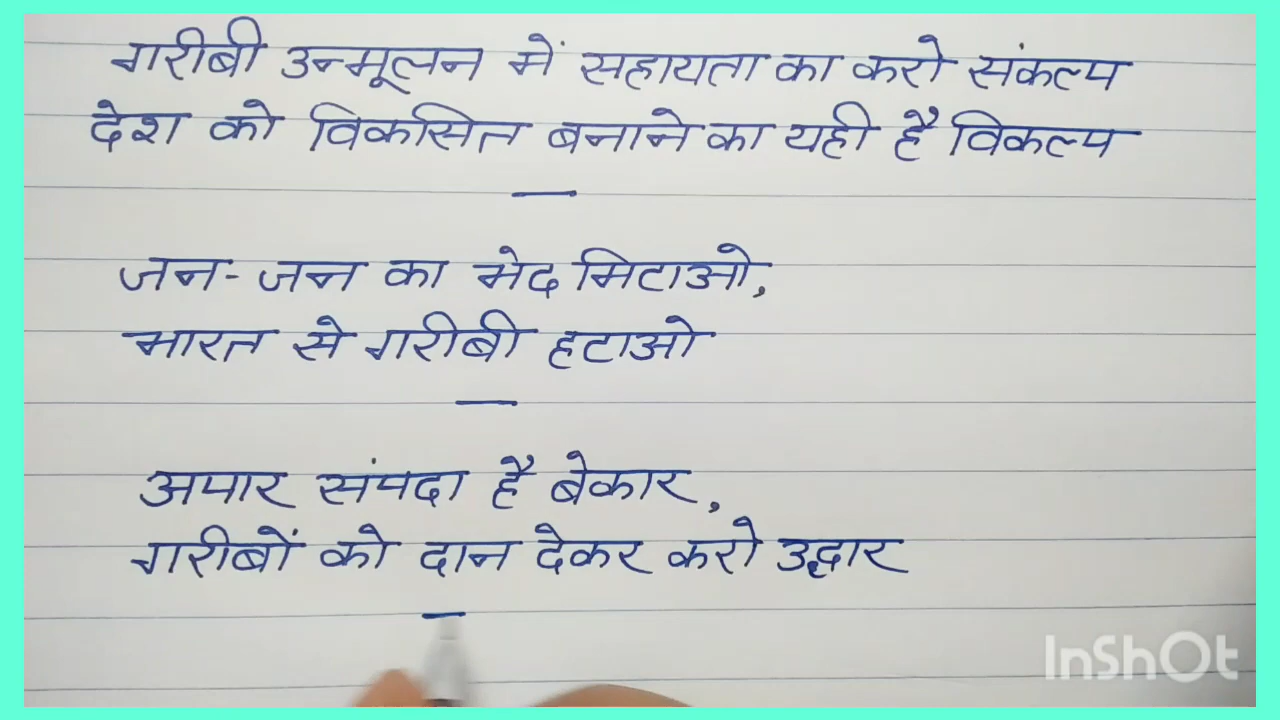 गरीबी उन्मूलन में सहायता का करो संकल्प
देश को विकसित बनाने का यही है विकल्प
—
जन-जन का भेद मिटाओ,
भारत से गरीबी हटाओ
—
अपार संपदा है बेकार,
गरीबों को दान देकर करो उद्धार
—
InShOt